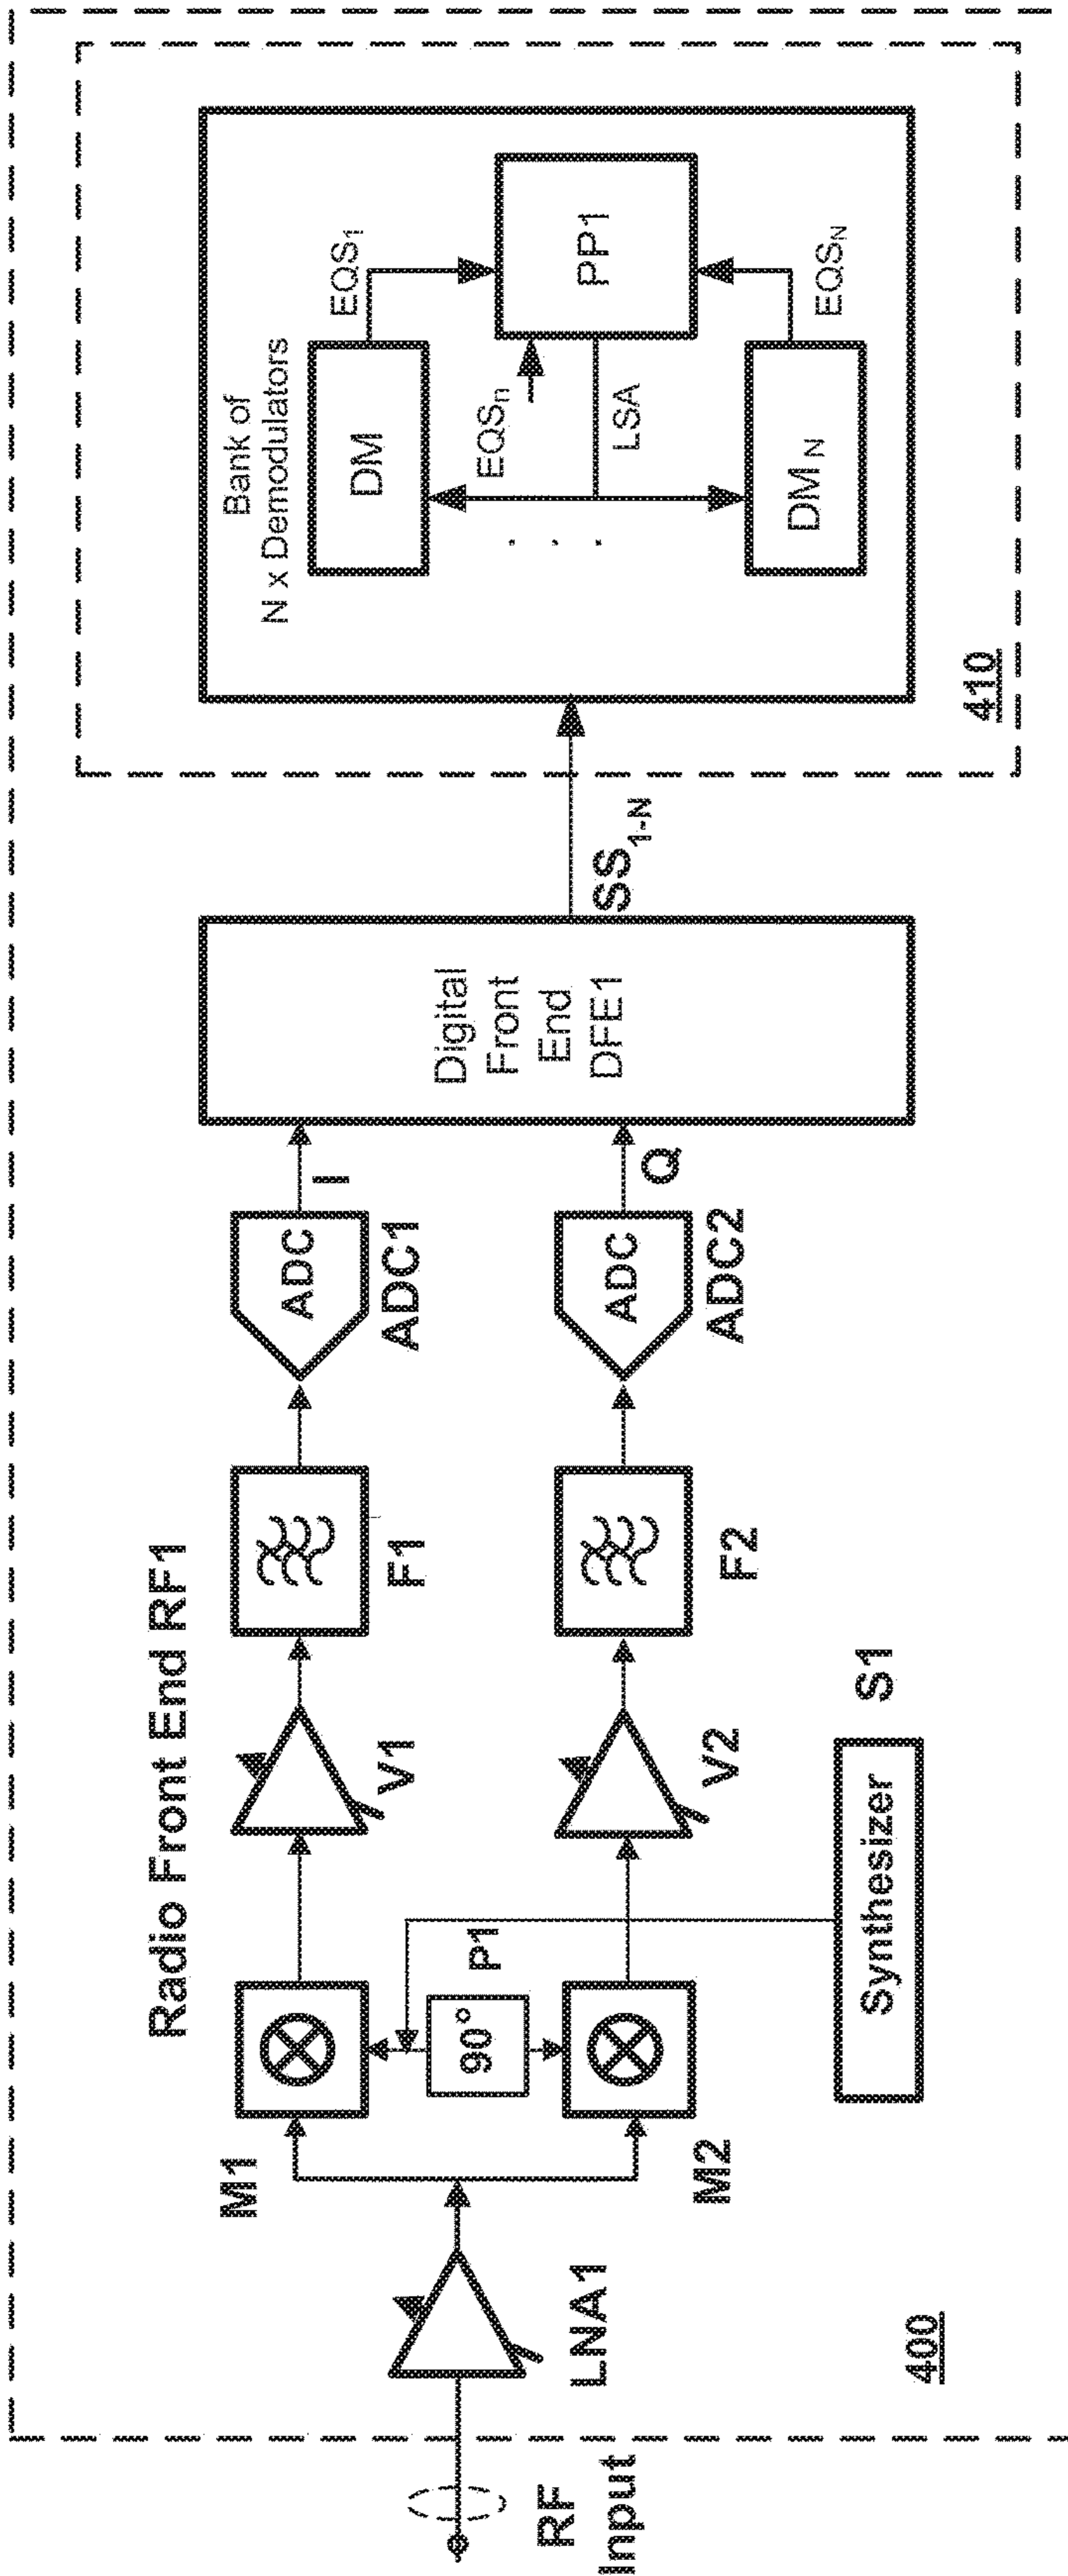 RF
Input
LNA1
400
M1
M2
90°
P1
Synthesizer
S1
Radio Front End RF1
V1
V2
F1
F2
ADC
ADC1
ADC
ADC2
I
Q
Digital
Front
End
DFE1
SS1-N
410
Bank of
N x Demodulators
DM
EQS1
EQSn
LSA
PP1
DM N
EQSN